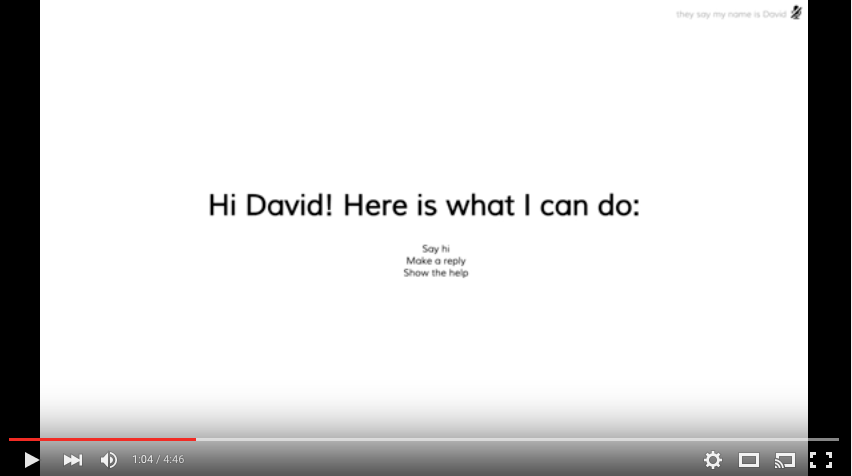 they say my name is David
Hi David! Here is what I can do:
Say hi
Make a reply
Show the help
1:04 / 4:46